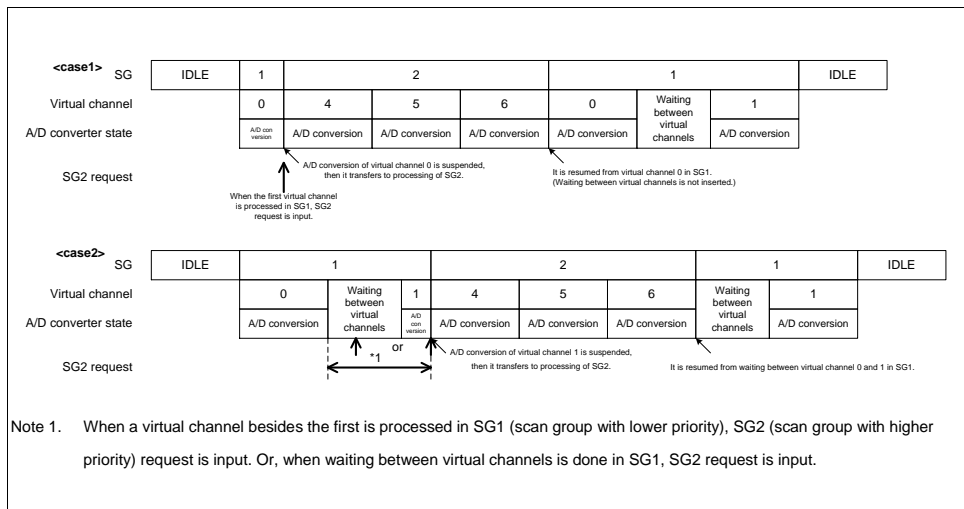 <case1>
SG IDLE 1 2 1 IDLE
Virtual channel 0 4 5 6 0 Waiting between virtual channels 1
A/D converter state A/D con version A/D conversion A/D conversion A/D conversion A/D conversion A/D conversion
A/D conversion of virtual channel 0 is suspended,
then it transfers to processing of SG2.
It is resumed from virtual channel 0 in SG1.
(Waiting between virtual channels is not inserted.)
SG2 request
When the first virtual channel
is processed in SG1, SG2
request is input.
<case2>
SG IDLE 1 2 1 IDLE
Virtual channel 0 Waiting between virtual channels 1 4 5 6 Waiting between virtual channels 1
A/D converter state A/D conversion A/D con version A/D conversion A/D conversion A/D conversion A/D conversion
or
*1
A/D conversion of virtual channel 1 is suspended,
then it transfers to processing of SG2.
It is resumed from waiting between virtual channel 0 and 1 in SG1.
SG2 request
Note 1. When a virtual channel besides the first is processed in SG1 (scan group with lower priority), SG2 (scan group with higher
priority) request is input. Or, when waiting between virtual channels is done in SG1, SG2 request is input.